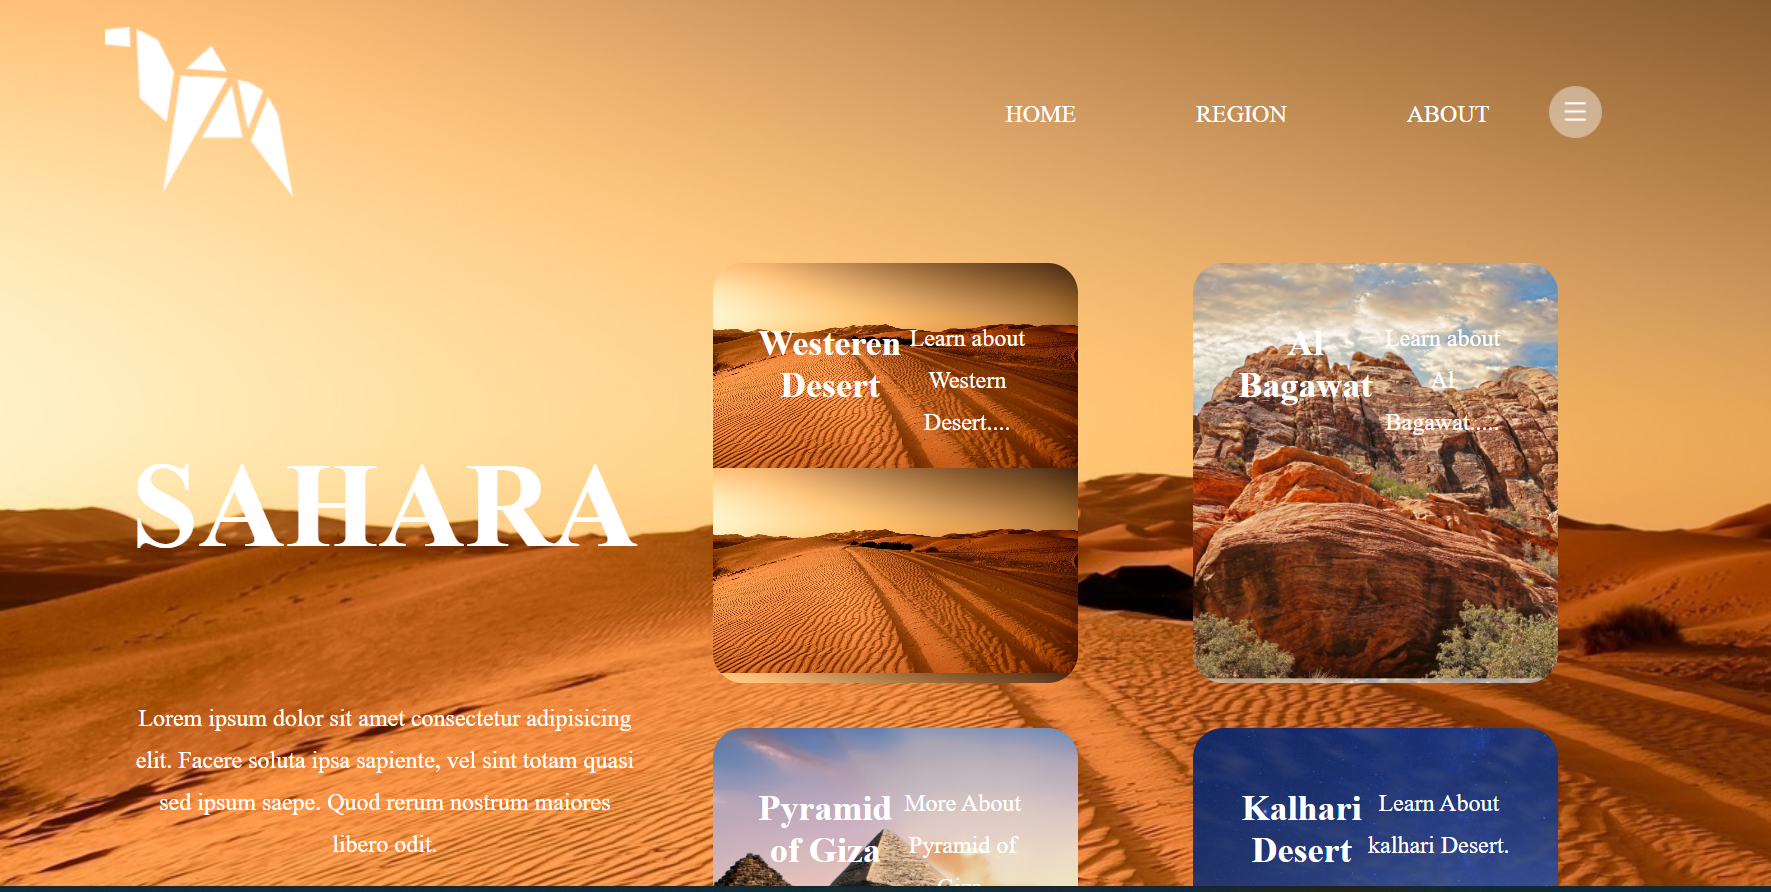 HOME
REGION
ABOUT
SAHARA
Lorem ipsum dolor sit amet consectetur adipisicing
elit. Facere soluta ipsa sapiente, vel sint totam quasi
sed ipsum saepe. Quod rerum nostrum maiores
libero odit.
Westeren
Desert
Learn about
Western
Desert....
Al
Bagawat
Learn about
Al
Bagawat.....
Pyramid
of Giza
More About
Pyramid of
Giza
Kalhari
Desert
Learn About
kalhari Desert.